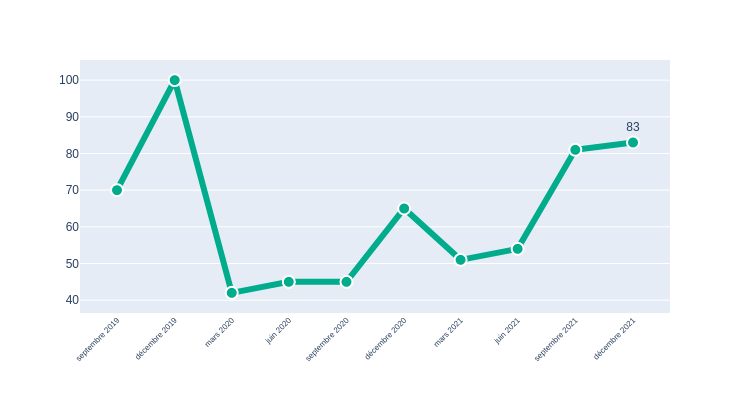 100
90
80
70
60
50
40
83
septembre 2019
décembre 2019
mars 2020
juin 2020
septembre 2020
décembre 2020
mars 2021
juin 2021
septembre 2021
décembre 2021